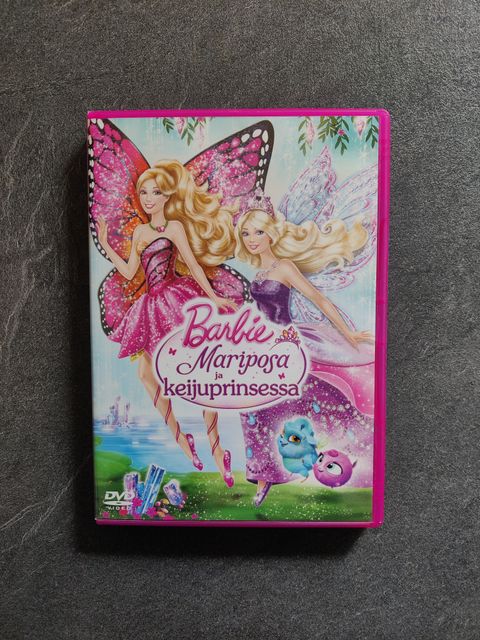 Barbie
Mariposa
ja
keijuprinsessa
DVD
VIDEO